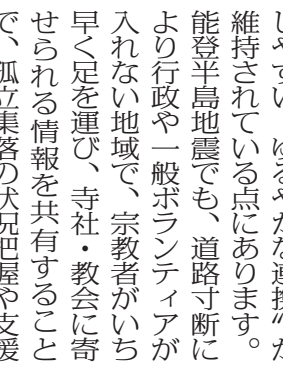 しやすい〝ゆるやかな連携〟が
維持されている点にあります。
能登半島地震でも、道路寸断に
より行政や一般ボランティアが
入れない地域で、宗教者がいち
早く足を運び、寺社・教会に寄
せられる情報を共有すること
で、孤立集落の状況把握や支援